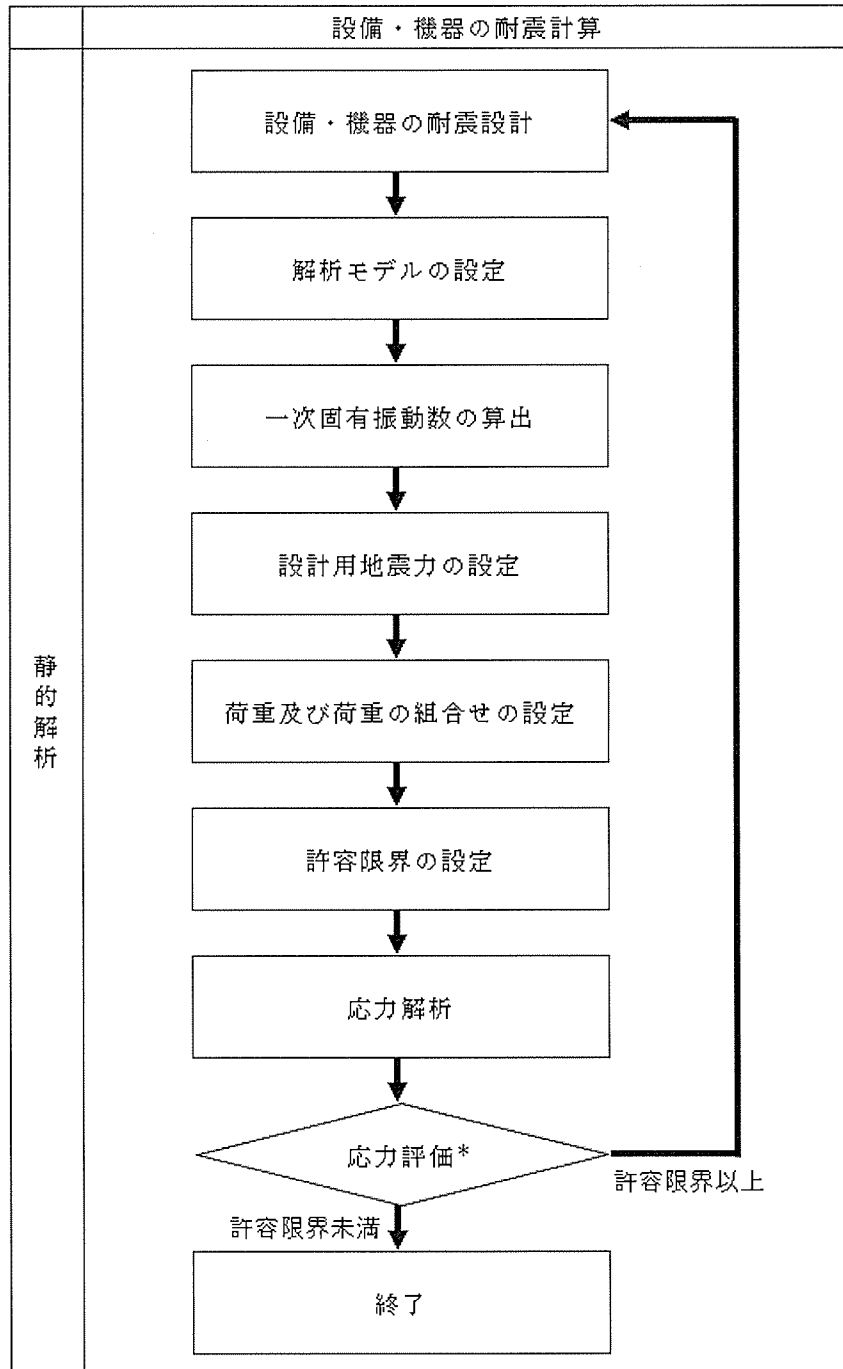 設備・機器の耐震計算
静的解析
設備・機器の耐震設計
解析モデルの設定
一次固有振動数の算出
設計用地震力の設定
荷重及び荷重の組合せの設定
許容限界の設定
応力解析
応力評価*
許容限界以上
許容限界未満
終了